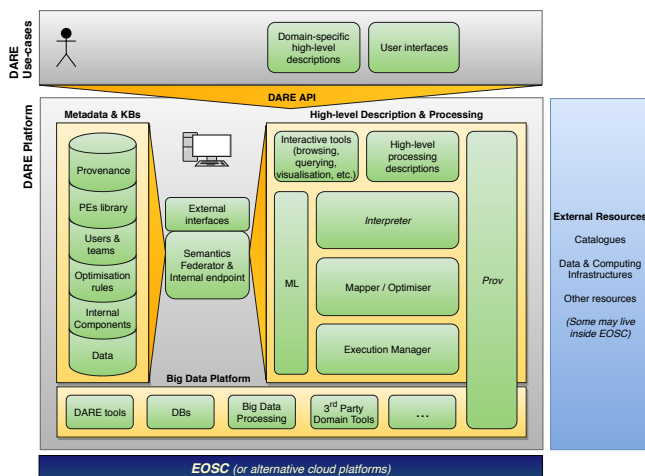 DARE
Use-cases
Domain-specific
high-level
descriptions
User interfaces
DARE API
DARE Platform
Metadata & KBs
High-level Description & Processing
Provenance
PEs library
Users &
teams
Optimisation
rules
Internal
Components
Data
External
interfaces
Semantics
Federator &
Internal endpoint
Interactive tools
(browsing,
querying,
visualisation, etc.)
High-level
processing
descriptions
ML
Interpreter
Mapper / Optimiser
Execution Manager
Prov
Big Data Platform
DARE tools
DBs
Big Data
Processing
3rd Party
Domain Tools
...
External Resources
Catalogues
Data & Computing
Infrastructures
Other resources
(Some may live
inside EOSC)
EOSC (or alternative cloud platforms)